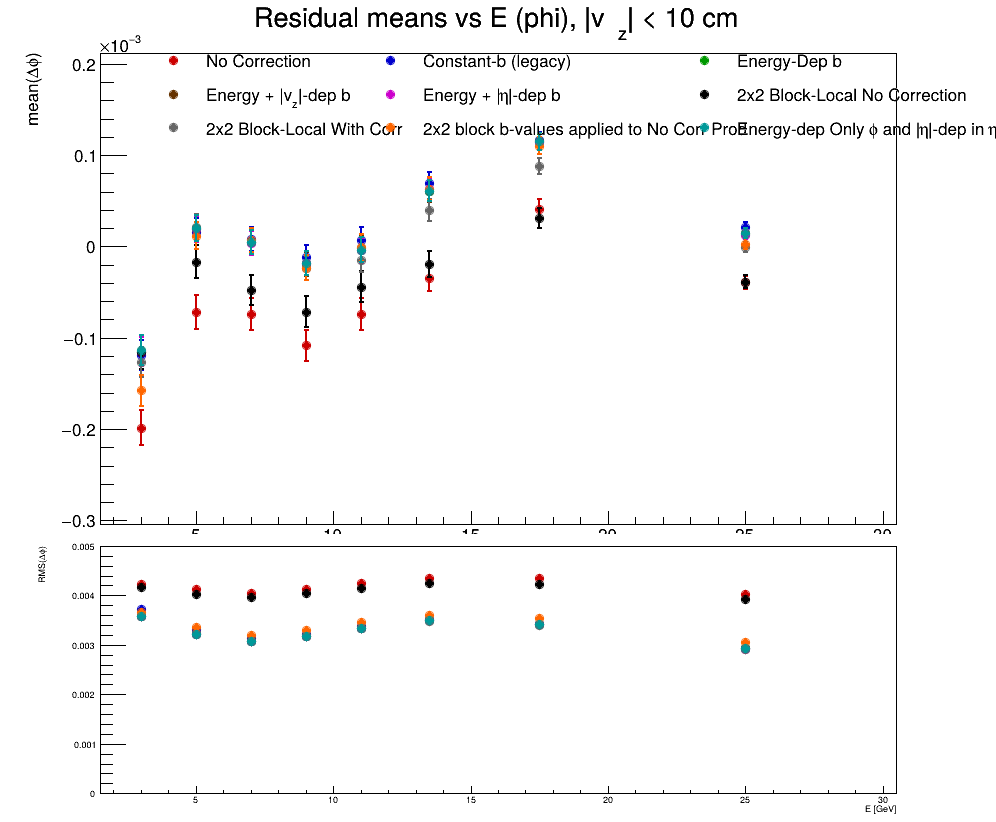 Residual means vs E (phi), |v_z| < 10 cm
×10⁻³
mean(Δϕ)
No Correction
Constant-b (legacy)
Energy-Dep b
Energy + |v_z|-dep b
Energy + |η|-dep b
2x2 Block-Local No Correction
2x2 Block-Local With Corr
2x2 block b-values applied to No Corr Prod
Energy-dep Only ϕ and |η|-dep in η
0.2
0.1
0
−0.1
−0.2
−0.3
5 10 15 20 25 30
RMS(Δϕ)
0.005
0.004
0.003
0.002
0.001
0
5 10 15 20 25 30
E [GeV]